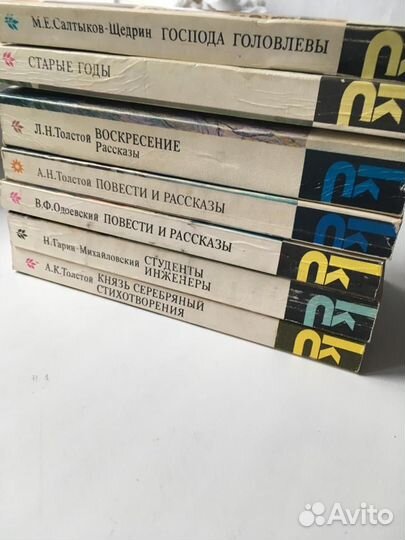 М.Е.Салтыков-Щедрин ГОСПОДА ГОЛОВЛЕВЫ
СТАРЫЕ ГОДЫ
Л.Н.Толстой ВОСКРЕСЕНИЕ
Рассказы
А.Н.Толстой ПОВЕСТИ И РАССКАЗЫ
В.Ф.Одоевский ПОВЕСТИ И РАССКАЗЫ
Н.Гарин-Михайловский СТУДЕНТЫ
ИНЖЕНЕРЫ
А.К.Толстой КНЯЗЬ СЕРЕБРЯНЫЙ
СТИХОТВОРЕНИЯ
Avito